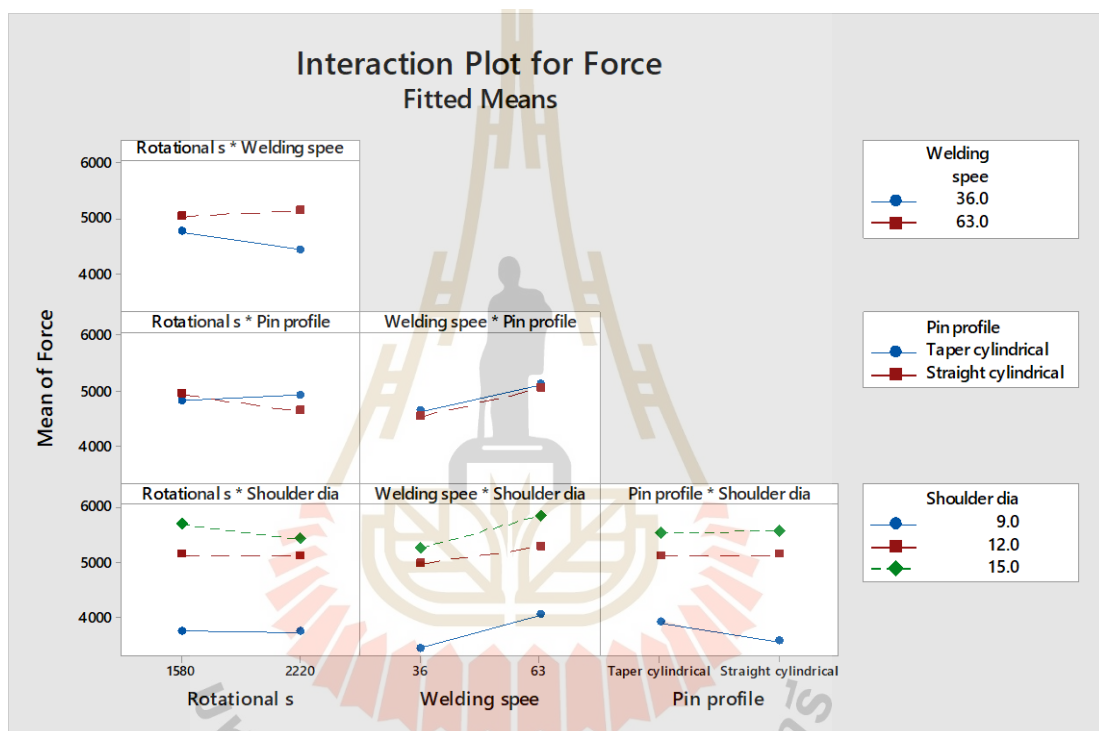 Interaction Plot for Force
Fitted Means
Mean of Force
Rotational s * Welding spee
6000
5000
4000
Welding
spee
36.0
63.0
Rotational s * Pin profile
Welding spee * Pin profile
6000
5000
4000
Pin profile
Taper cylindrical
Straight cylindrical
Rotational s * Shoulder dia
Welding spee * Shoulder dia
Pin profile * Shoulder dia
6000
5000
4000
Shoulder dia
9.0
12.0
15.0
1580
2220
36
63
Taper cylindrical
Straight cylindrical
Rotational s
Welding spee
Pin profile